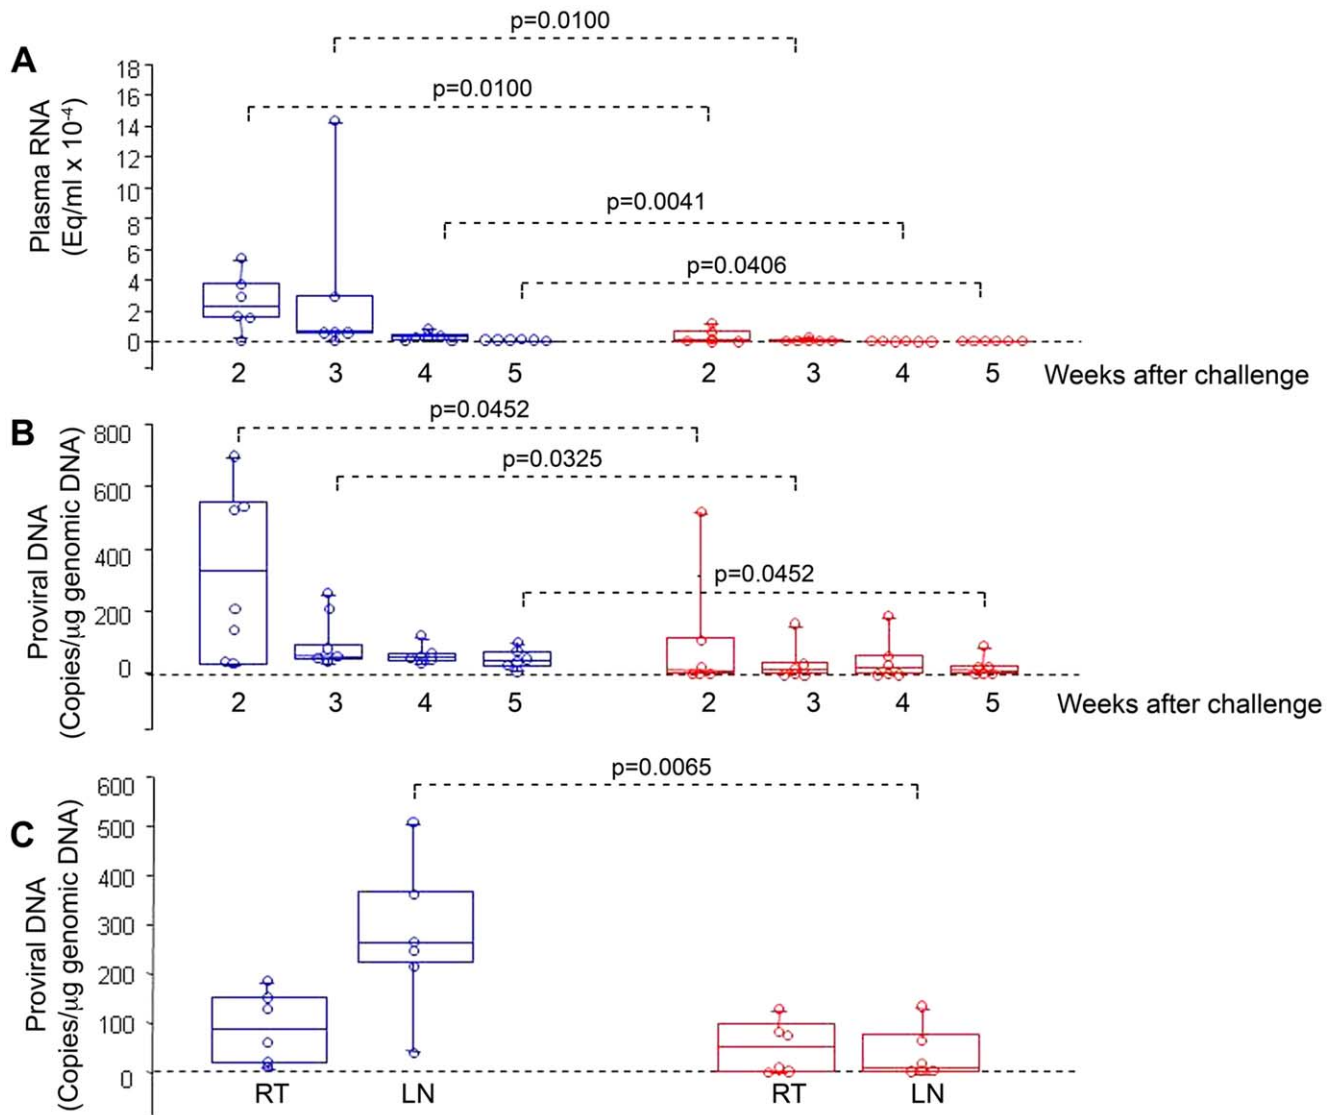 p=0.0100
A
18
16
14
12
10
8
6
4
2
0
Plasma RNA
(Eq/ml x 10⁻⁴)
p=0.0100
p=0.0041
p=0.0406
2 3 4 5 2 3 4 5 Weeks after challenge
B
800
600
400
200
0
Proviral DNA
(Copies/µg genomic DNA)
p=0.0452
p=0.0325
p=0.0452
2 3 4 5 2 3 4 5 Weeks after challenge
C
600
500
400
300
200
100
0
Proviral DNA
(Copies/µg genomic DNA)
p=0.0065
RT LN RT LN